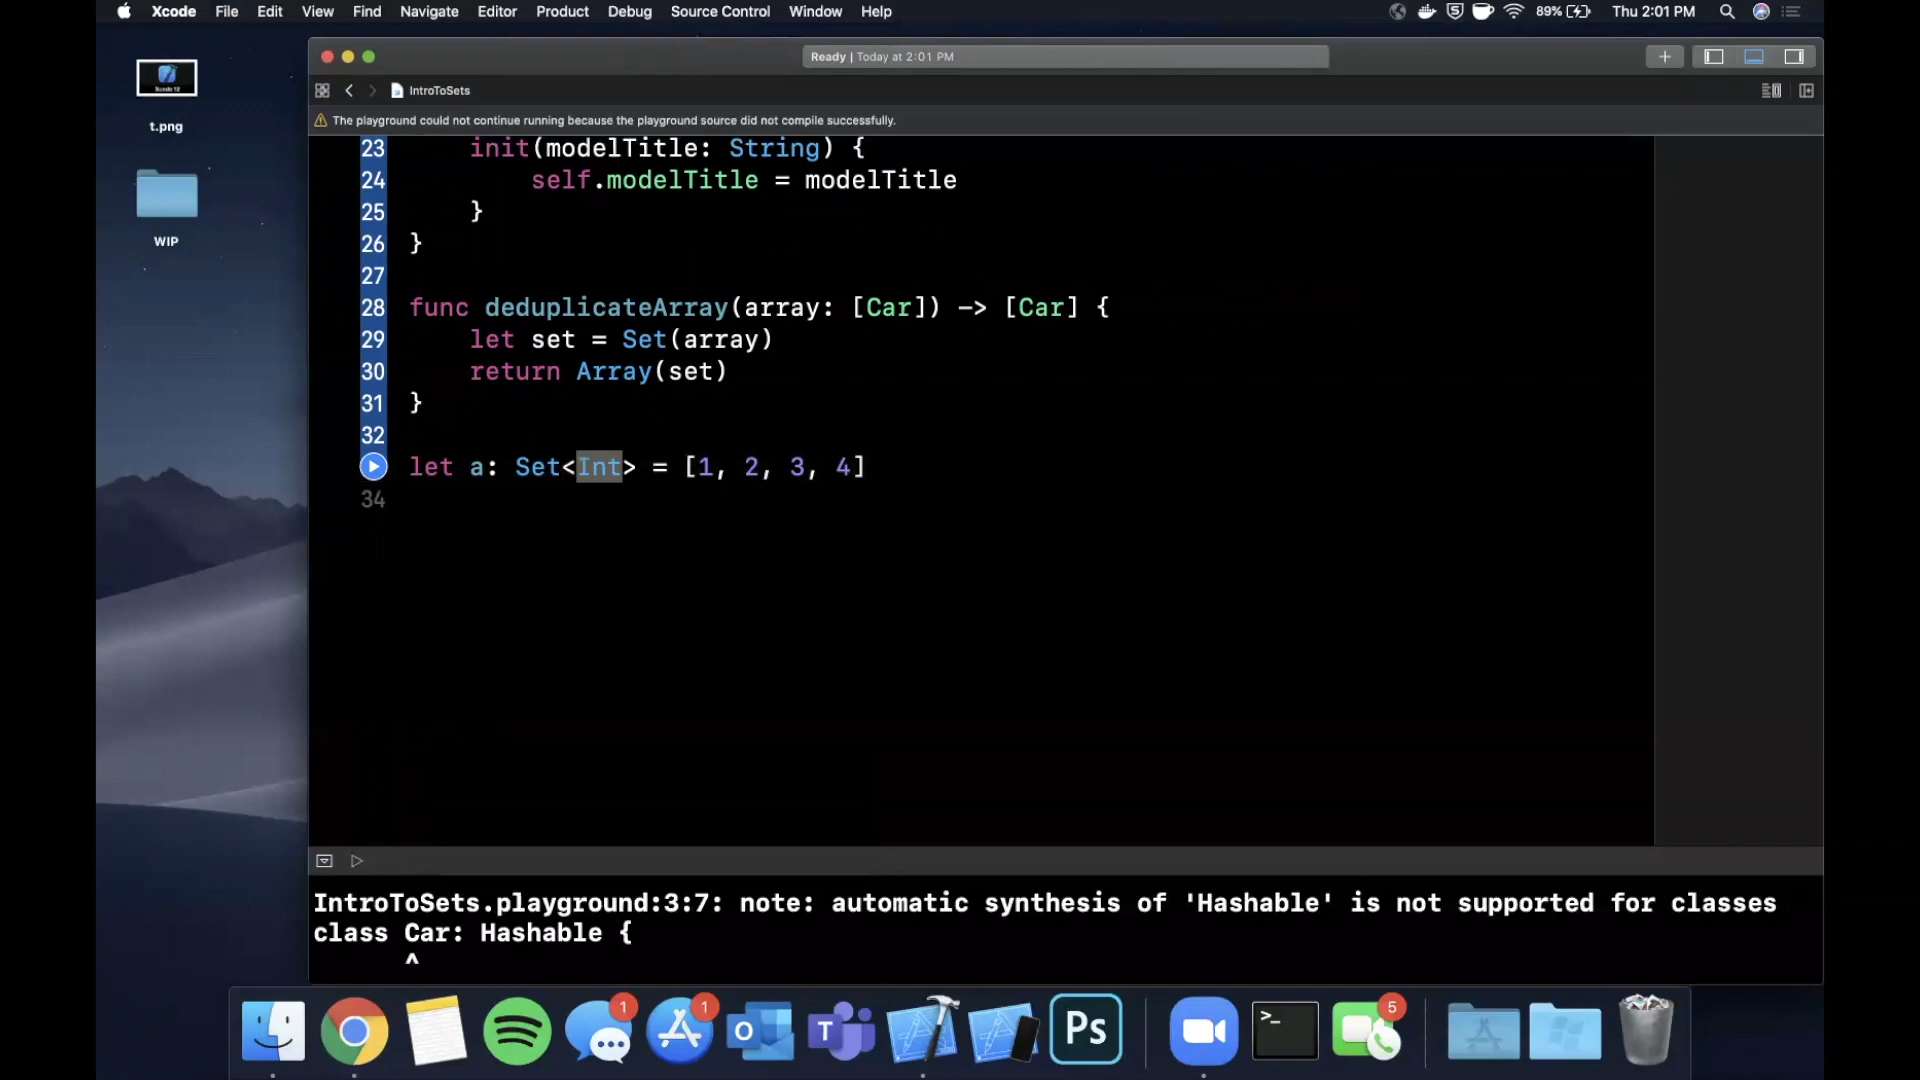 Xcode File Edit View Find Navigate Editor Product Debug Source Control Window Help
89% Thu 2:01 PM
t.png
WIP
Ready | Today at 2:01 PM
IntroToSets
The playground could not continue running because the playground source did not compile successfully.
23 init(modelTitle: String) {
24 self.modelTitle = modelTitle
25 }
26 }
27
28 func deduplicateArray(array: [Car]) -> [Car] {
29 let set = Set(array)
30 return Array(set)
31 }
32
let a: Set<Int> = [1, 2, 3, 4]
34
IntroToSets.playground:3:7: note: automatic synthesis of 'Hashable' is not supported for classes
class Car: Hashable {
^
1
1
5
Ps
>_